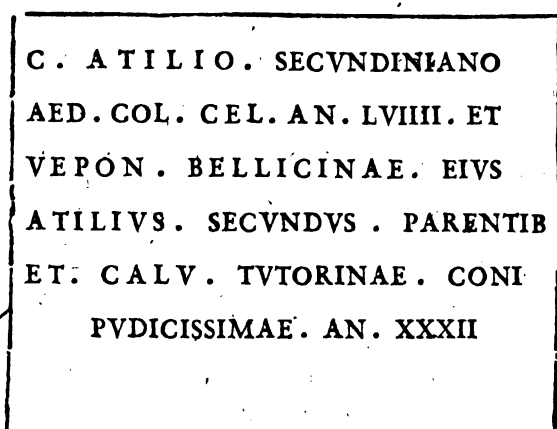 C. ATILIO. SECVNDINIANO
AED. COL. CEL. AN. LVIIII. ET
VEPON. BELLICINAE. EIVS
ATILIVS. SECVNDVS. PARENTIB
ET. CALV. TVTORINAE. CONI
PVDICISSIMAE. AN. XXXII